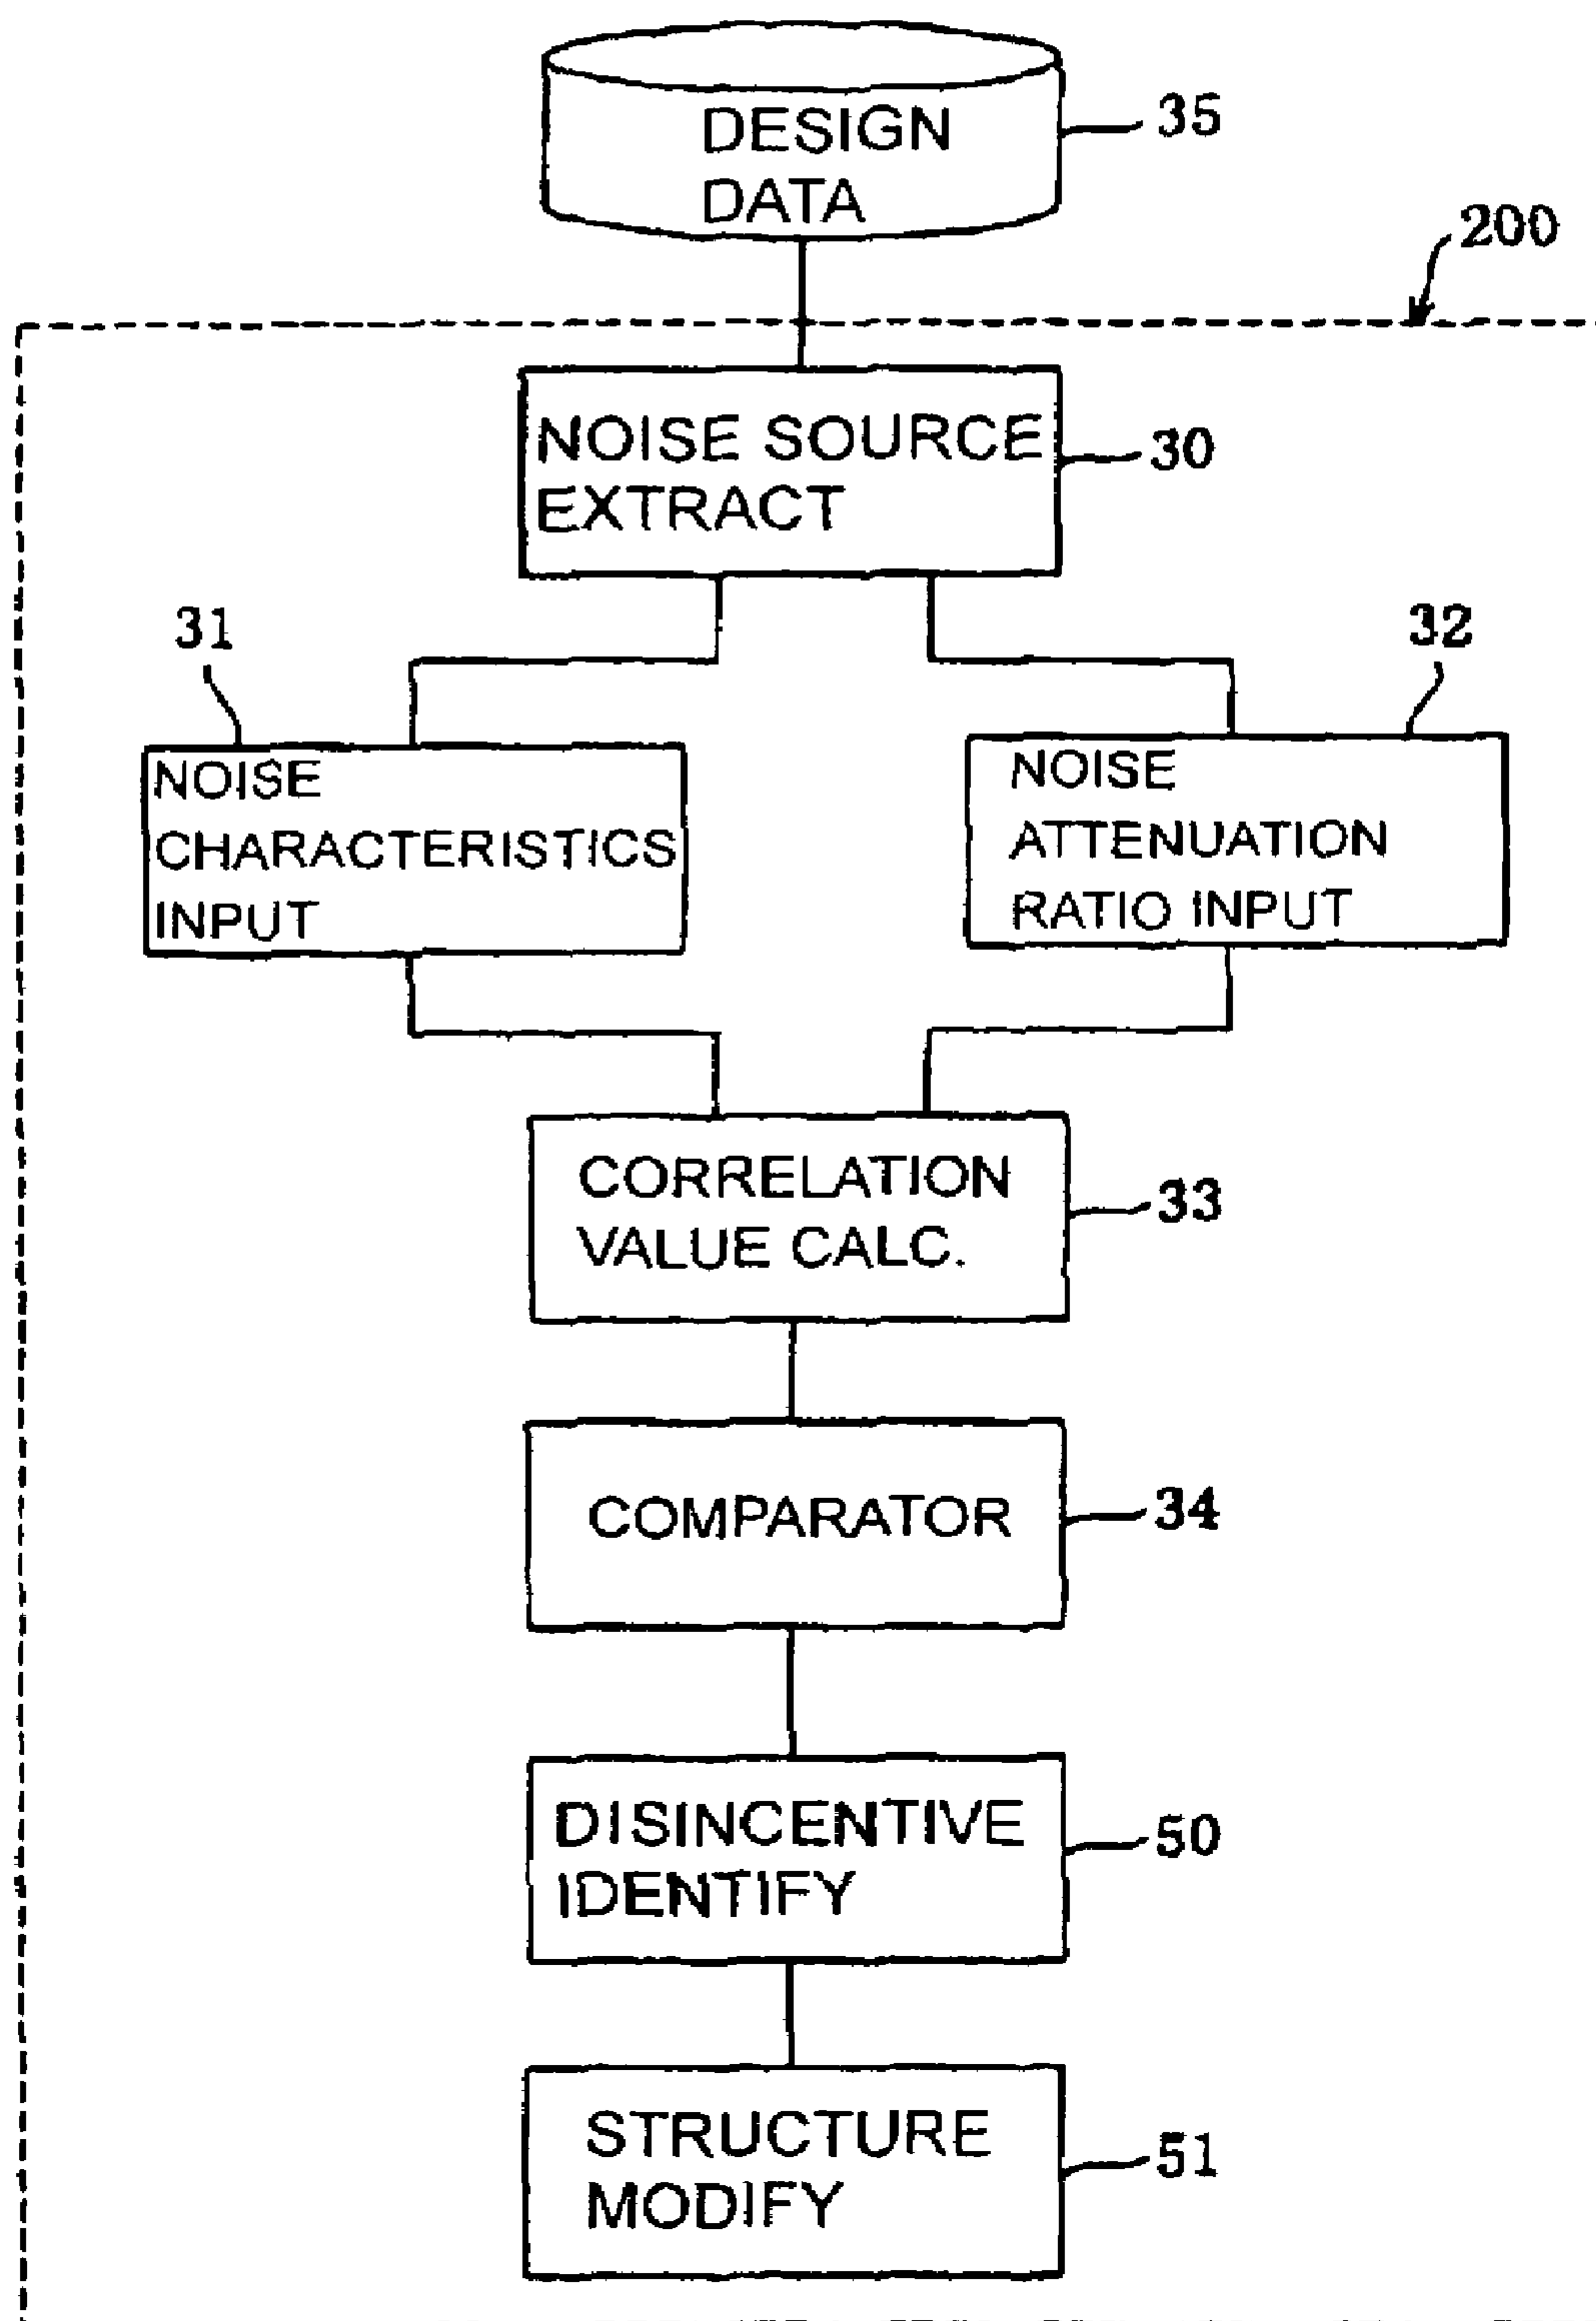 DESIGN
DATA
35
200
NOISE SOURCE
EXTRACT
30
31
32
NOISE
CHARACTERISTICS
INPUT
NOISE
ATTENUATION
RATIO INPUT
CORRELATION
VALUE CALC.
33
COMPARATOR
34
DISINCENTIVE
IDENTIFY
50
STRUCTURE
MODIFY
51